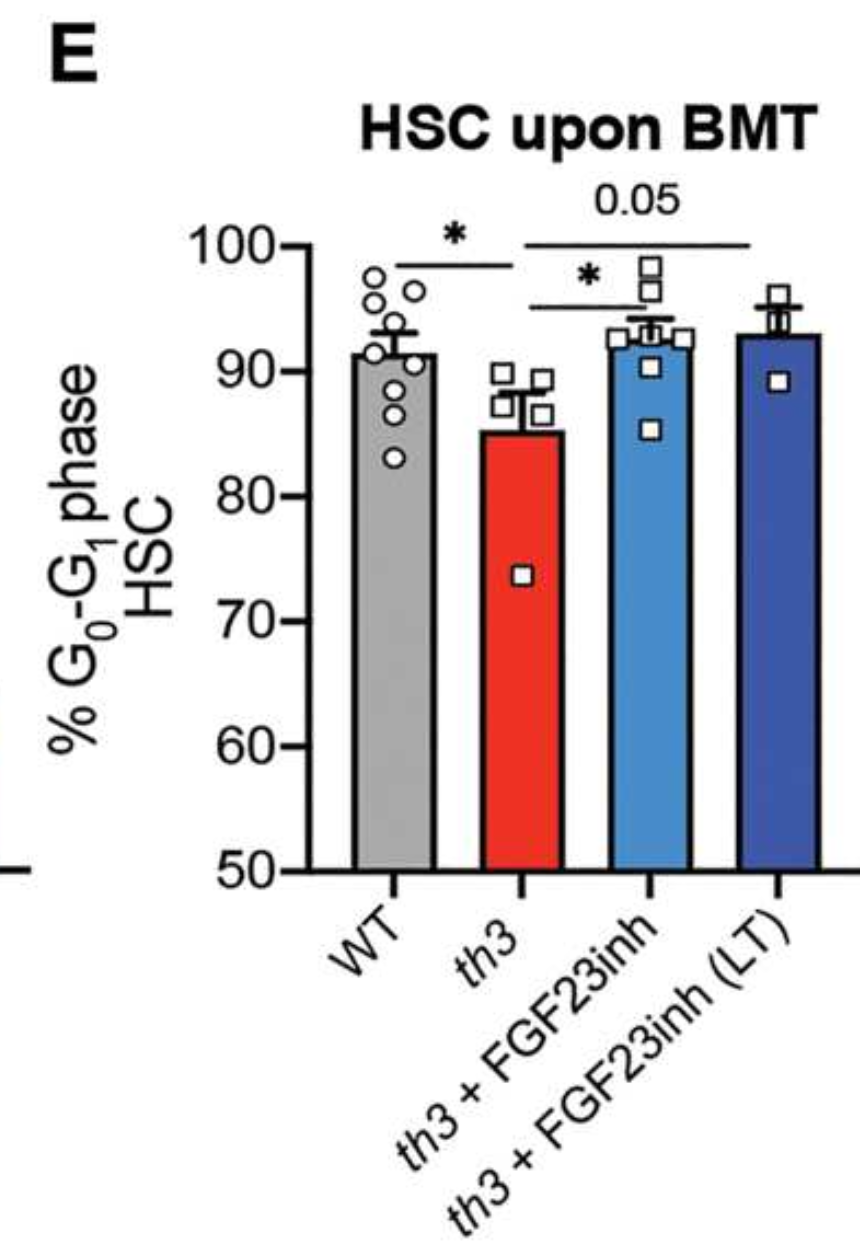 E
HSC upon BMT
0.05
*
*
100
90
80
70
60
50
% G₀-G₁ phase
HSC
WT
th3
th3 + FGF23inh
th3 + FGF23inh (LT)